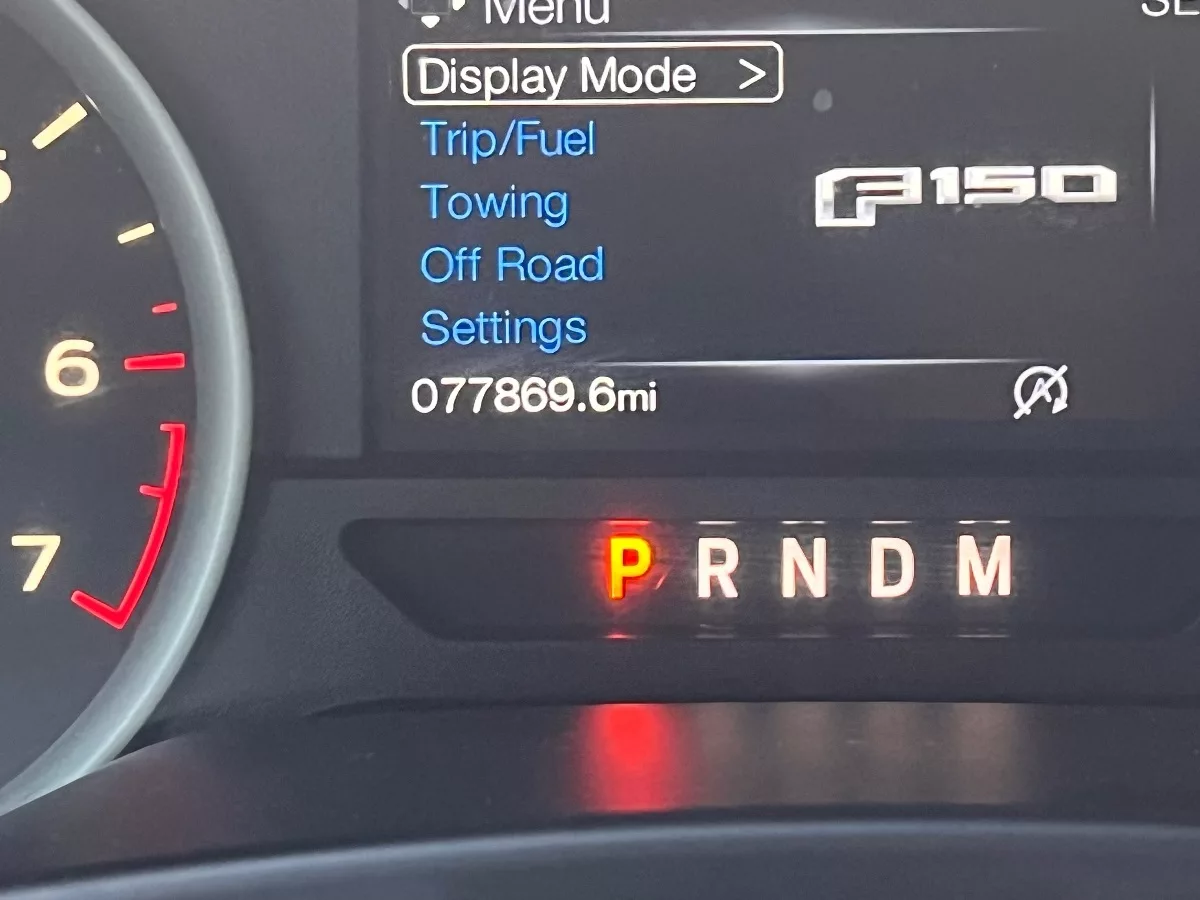 Menu
Display Mode >
Trip/Fuel
Towing
Off Road
Settings
F150
077869.6mi
A
6
7
P R N D M